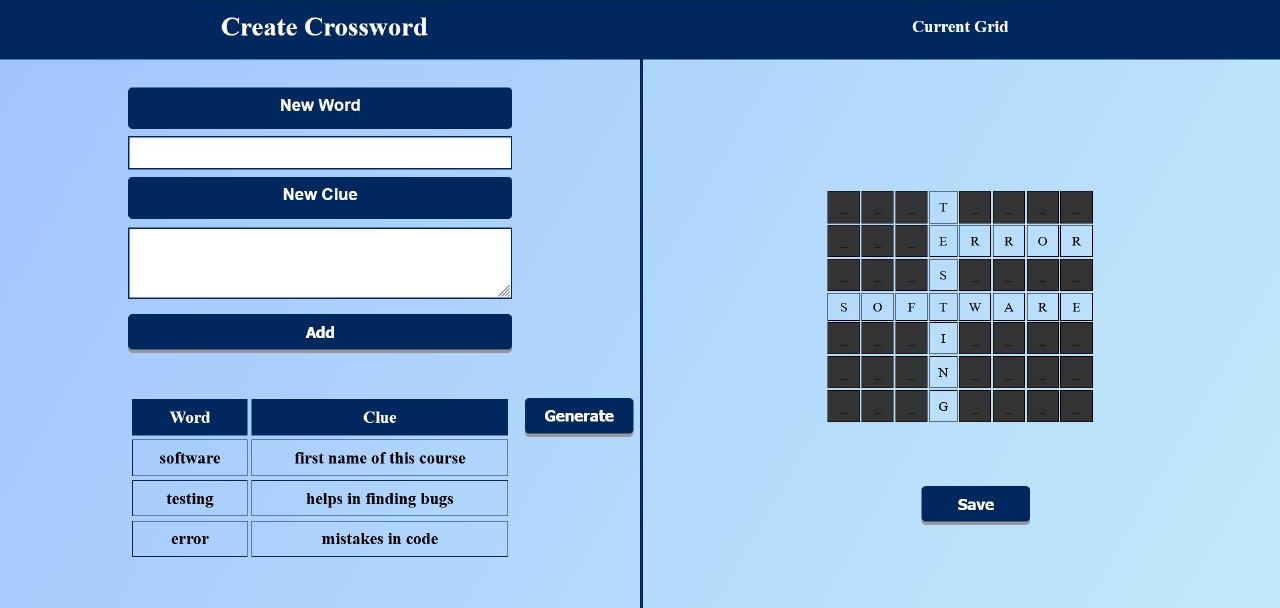 Create Crossword
Current Grid
New Word
New Clue
Add
Word Clue
software first name of this course
testing helps in finding bugs
error mistakes in code
Generate
_ _ _ T _ _ _ _
_ _ _ E R R O R
_ _ _ S _ _ _ _
S O F T W A R E
_ _ _ I _ _ _ _
_ _ _ N _ _ _ _
_ _ _ G _ _ _ _
Save